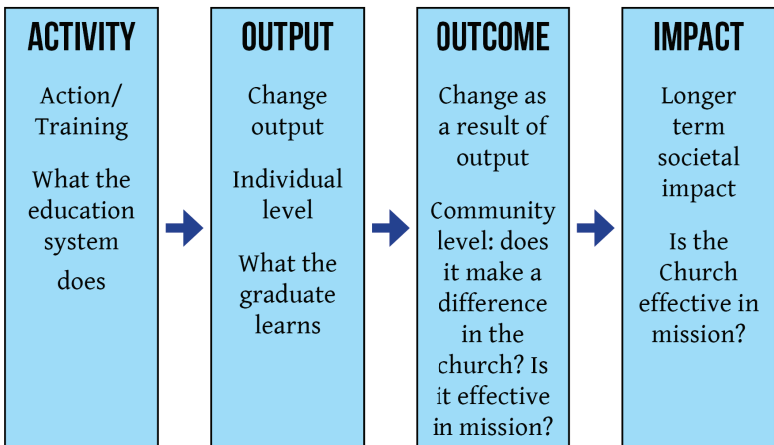 ACTIVITY
Action/
Training
What the
education
system
does
OUTPUT
Change
output
Individual
level
What the
graduate
learns
OUTCOME
Change as
a result of
output
Community
level: does
it make a
difference
in the
church? Is
it effective
in mission?
IMPACT
Longer
term
societal
impact
Is the
Church
effective in
mission?